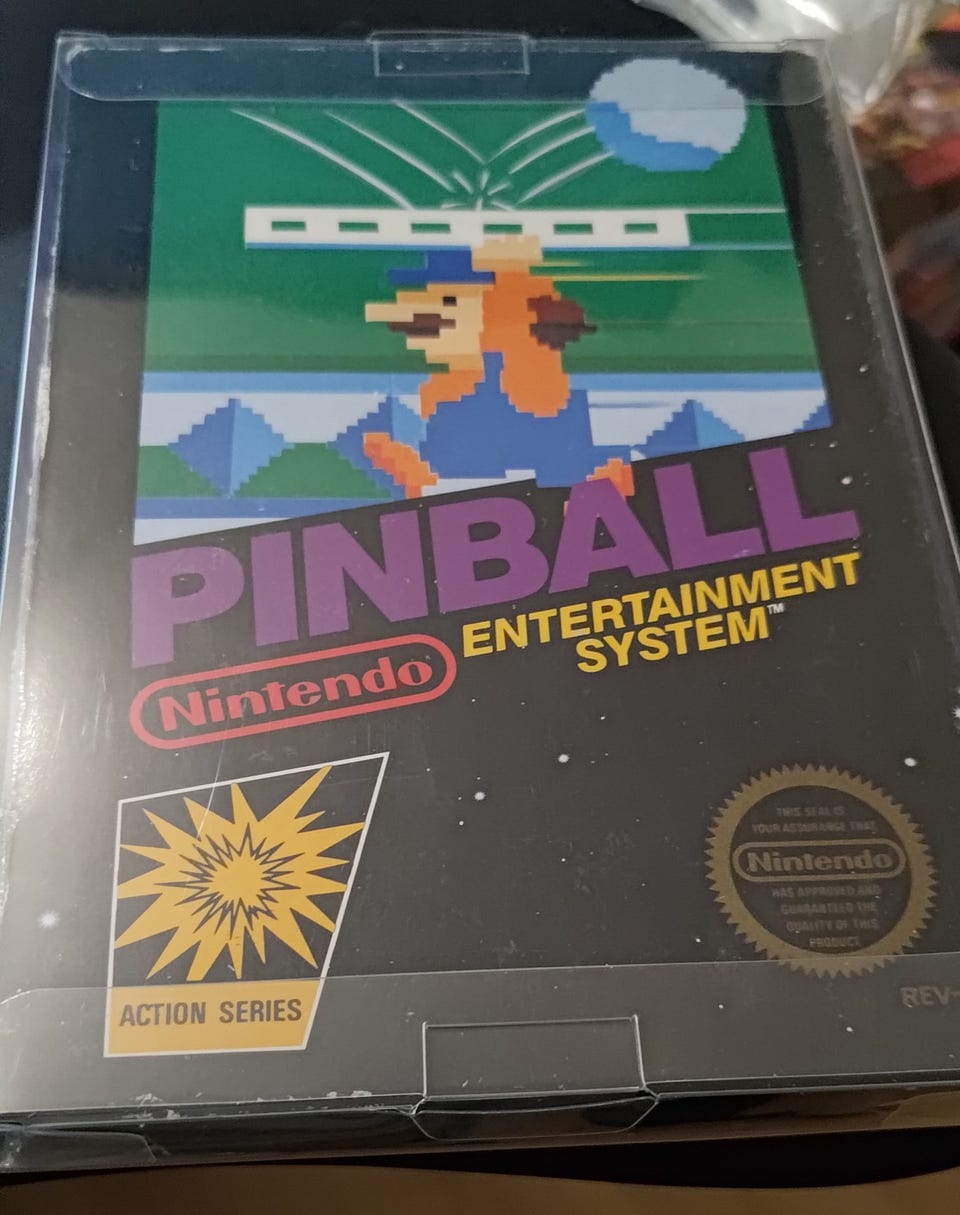 PINBALL
Nintendo
ENTERTAINMENT
SYSTEM™
ACTION SERIES
THIS SEAL IS
YOUR ASSURANCE THAT
Nintendo
HAS APPROVED AND
GUARANTEED THE
QUALITY OF THIS
PRODUCT
REV-